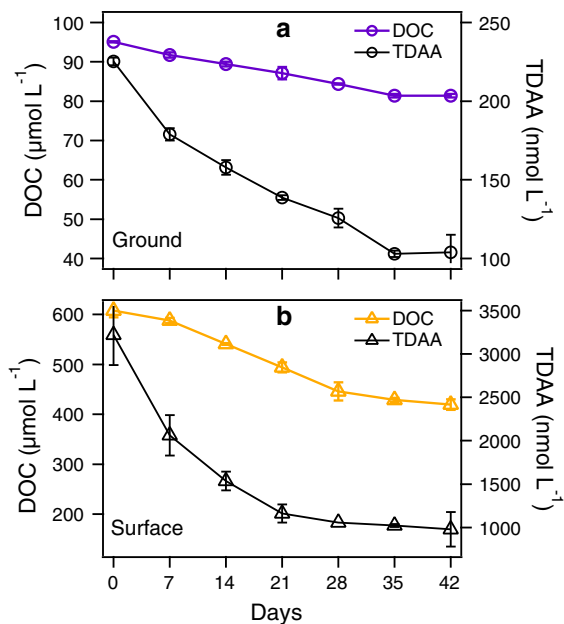 a
DOC
TDAA
100
90
80
70
60
50
40
DOC (μmol L⁻¹)
250
200
150
100
TDAA (nmol L⁻¹)
Ground
b
DOC
TDAA
600
500
400
300
200
DOC (μmol L⁻¹)
3500
3000
2500
2000
1500
1000
TDAA (nmol L⁻¹)
Surface
0 7 14 21 28 35 42
Days